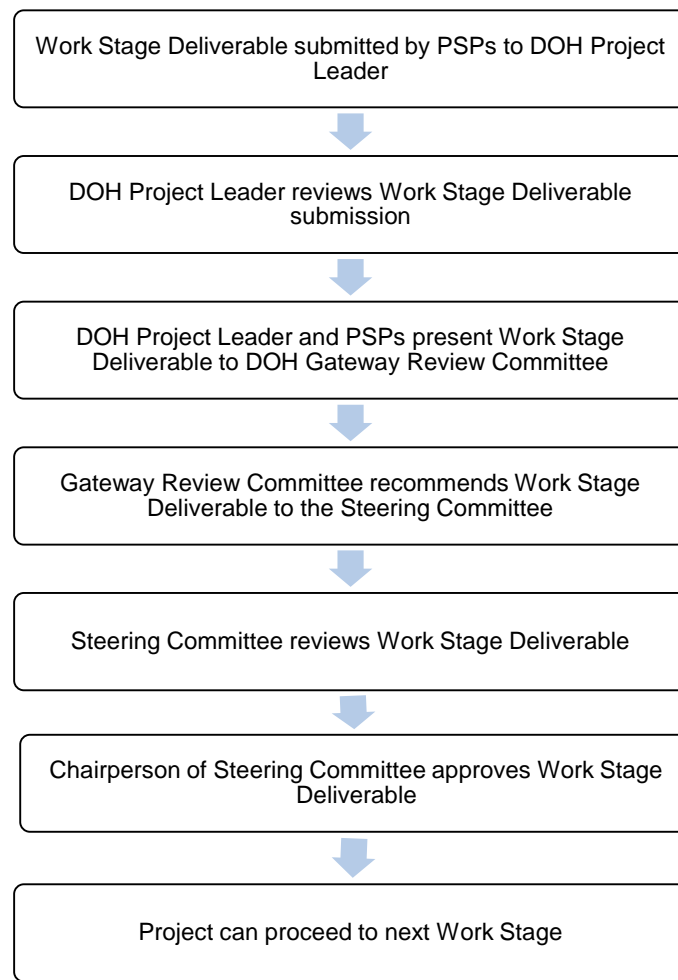 Work Stage Deliverable submitted by PSPs to DOH Project
Leader
DOH Project Leader reviews Work Stage Deliverable
submission
DOH Project Leader and PSPs present Work Stage
Deliverable to DOH Gateway Review Committee
Gateway Review Committee recommends Work Stage
Deliverable to the Steering Committee
Steering Committee reviews Work Stage Deliverable
Chairperson of Steering Committee approves Work Stage
Deliverable
Project can proceed to next Work Stage